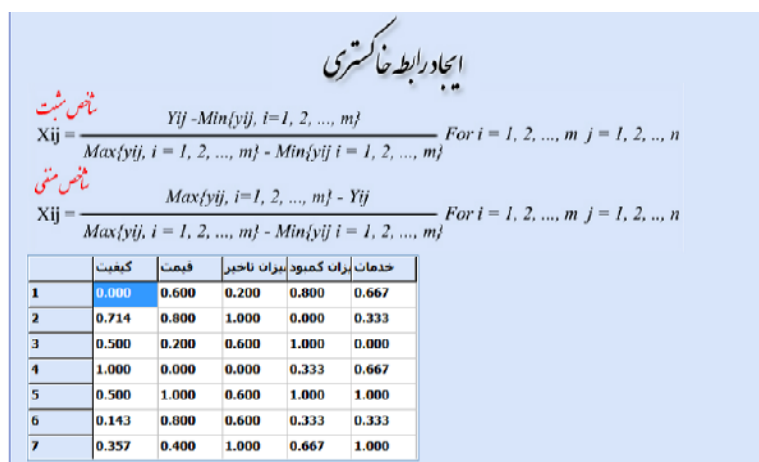 ایجاد رابطه خاکستری
شاخص مثبت
Xij = Yij -Min{yij, i=1, 2, ..., m} / Max{yij, i = 1, 2, ..., m} - Min{yij i = 1, 2, ..., m} For i = 1, 2, ..., m j = 1, 2, .., n
شاخص منفی
Xij = Max{yij, i=1, 2, ..., m} - Yij / Max{yij, i = 1, 2, ..., m} - Min{yij i = 1, 2, ..., m} For i = 1, 2, ..., m j = 1, 2, .., n
کیفیت قیمت میزان تاخیر یزان کمبود خدمات
1 0.000 0.600 0.200 0.800 0.667
2 0.714 0.800 1.000 0.000 0.333
3 0.500 0.200 0.600 1.000 0.000
4 1.000 0.000 0.000 0.333 0.667
5 0.500 1.000 0.600 1.000 1.000
6 0.143 0.800 0.600 0.333 0.333
7 0.357 0.400 1.000 0.667 1.000